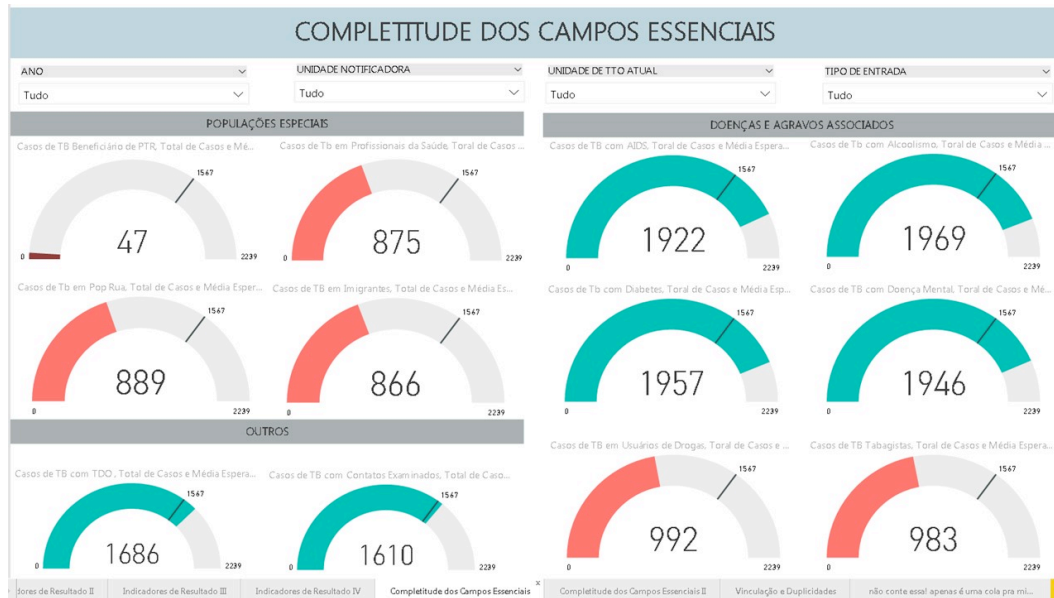 COMPLETITUDE DOS CAMPOS ESSENCIAIS
ANO
Tudo
UNIDADE NOTIFICADORA
Tudo
UNIDADE DE TTO ATUAL
Tudo
TIPO DE ENTRADA
Tudo
POPULAÇÕES ESPECIAIS
Casos de TB Beneficiário de PTR, Total de Casos e Mé...
1567
47
0
2239
Casos de Tb em Profissionais da Saúde, Toral de Casos ...
1567
875
0
2239
Casos de Tb em Pop Rua, Total de Casos e Média Esper...
1567
889
0
2239
Casos de TB em Imigrantes, Total de Casos e Média Es...
1567
866
0
2239
OUTROS
Casos de TB com TDO , Total de Casos e Média Espera...
1567
1686
0
2279
Casos de TB com Contatos Examinados, Total de Caso...
1567
1610
0
2239
DOENÇAS E AGRAVOS ASSOCIADOS
Casos de TB com AIDS, Toral de Casos e Média Espera...
1567
1922
0
2239
Casos de Tb com Alcoolismo, Toral de Casos e Média ...
1567
1969
0
2239
Casos de Tb com Diabetes, Toral de Casos e Média Esp...
1567
1957
0
2239
Casos de TB com Doença Mental, Toral de Casos e Mé...
1567
1946
0
2239
Casos de TB em Usuários de Drogas, Toral de Casos e ...
1567
992
0
2239
Casos de TB Tabagistas, Toral de Casos e Média Espera...
1567
983
0
2239
dores de Resultado II
Indicadores de Resultado III
Indicadores de Resultado IV
Completitude dos Campos Essenciais
x
Completitude dos Campos Essenciais II
Vinculação e Duplicidades
não conte essa! apenas é uma cola pra mi...